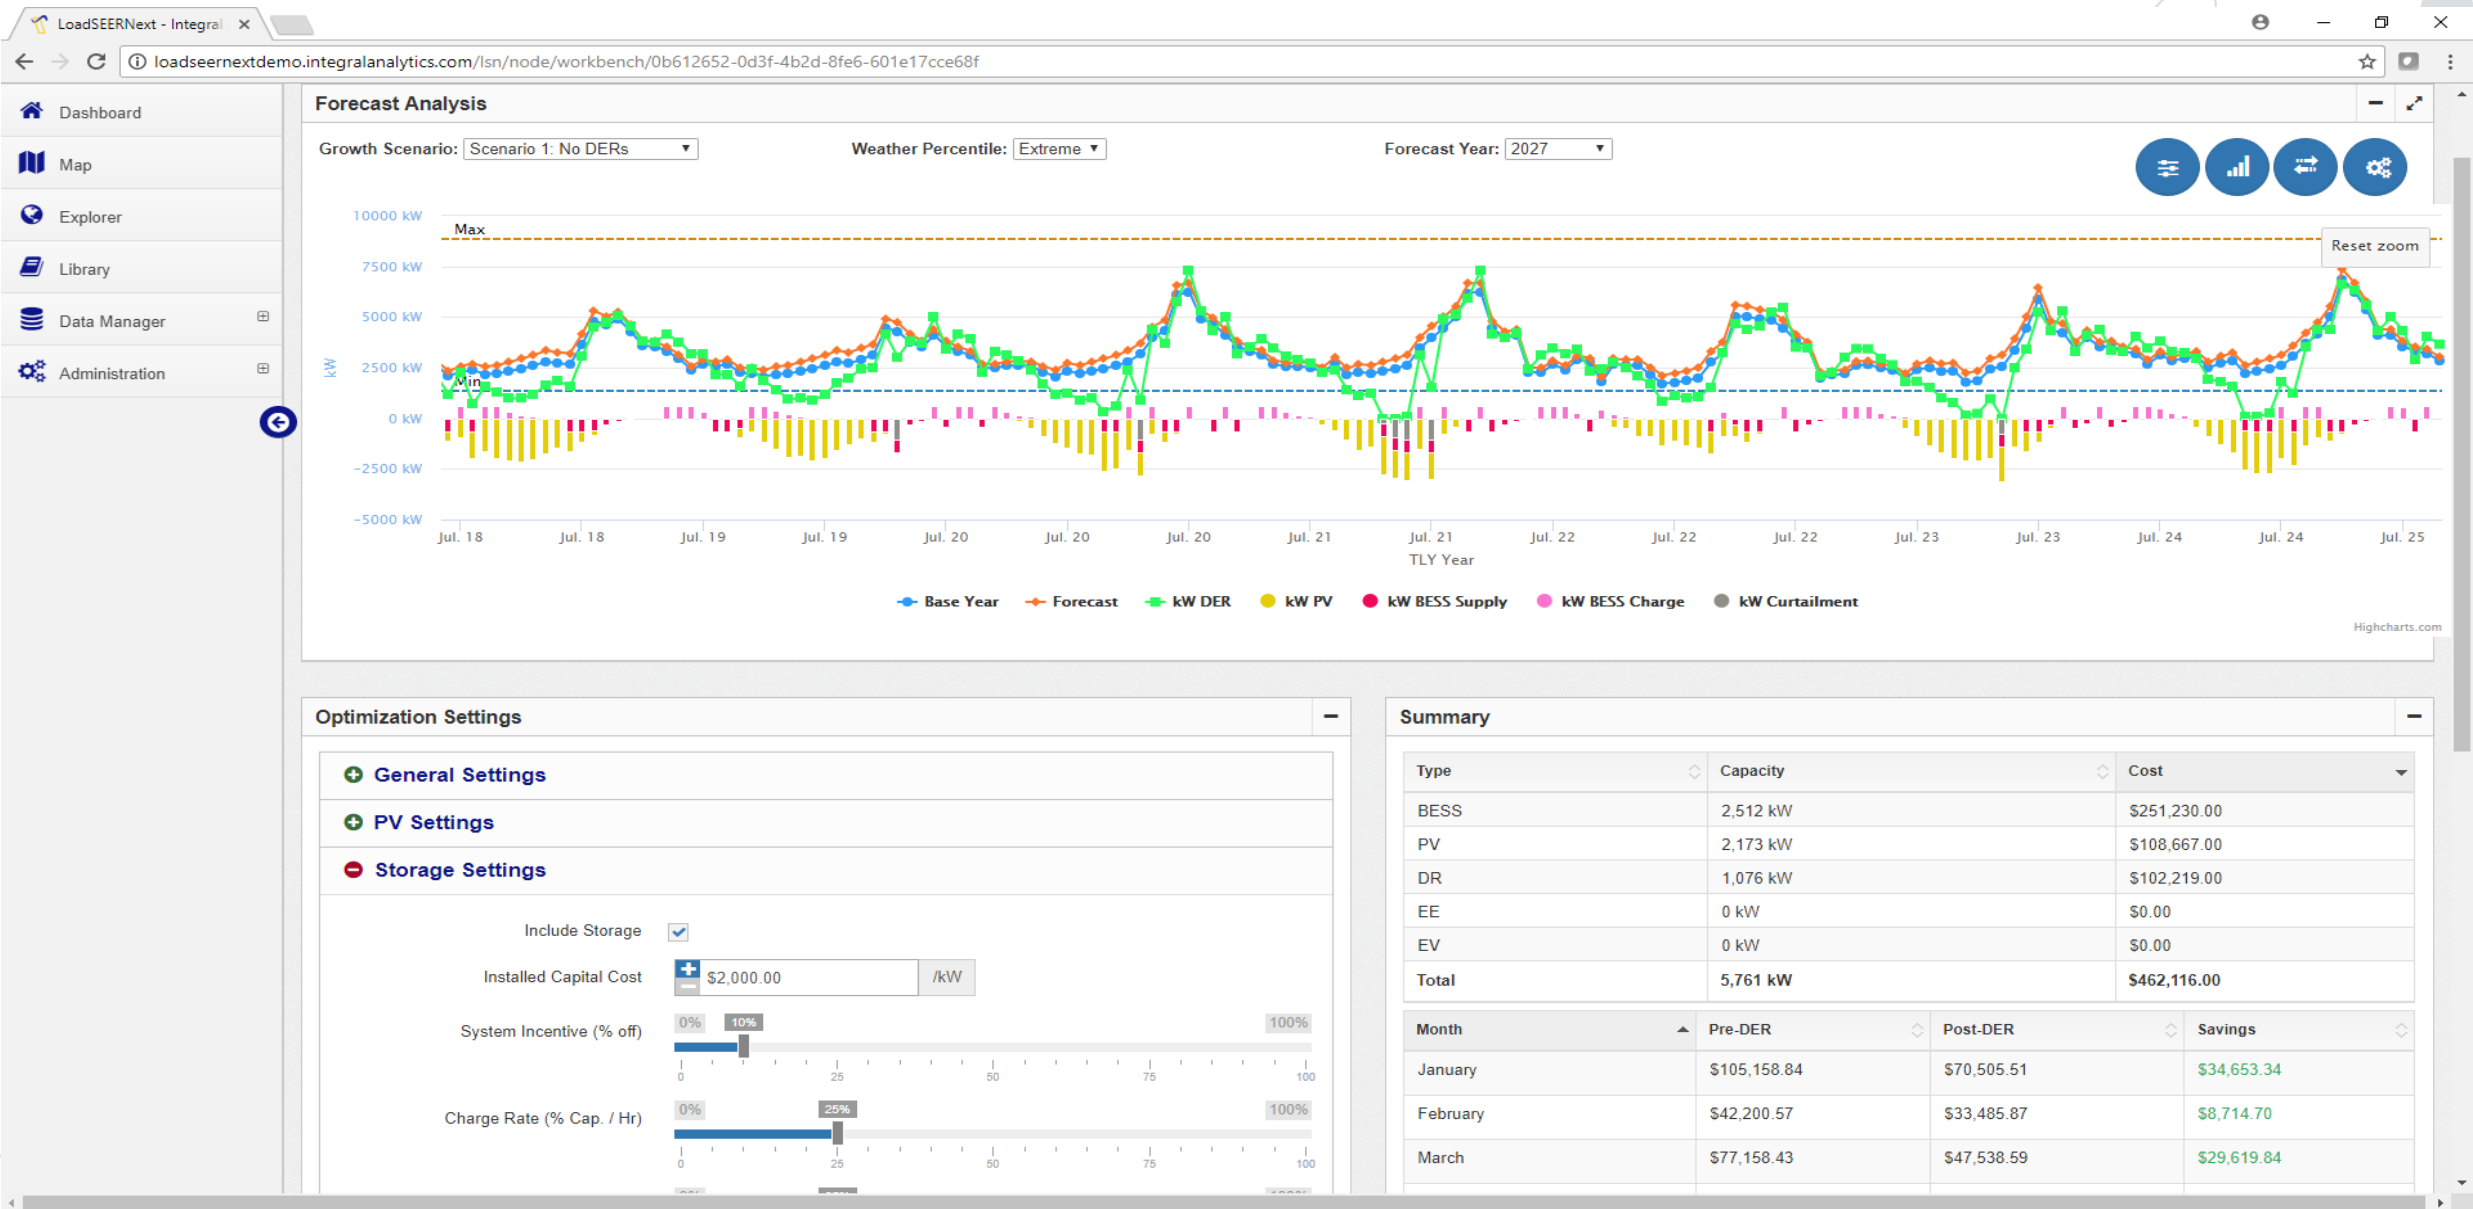 LoadSEERNext - Integral
loadseernextdemo.integralanalytics.com/lsn/node/workbench/0b612652-0d3f-4b2d-8fe6-601e17cce68f
Dashboard
Map
Explorer
Library
Data Manager
Administration
Forecast Analysis
Growth Scenario: Scenario 1: No DERs
Weather Percentile: Extreme
Forecast Year: 2027
10000 kW
7500 kW
5000 kW
2500 kW
0 kW
−2500 kW
−5000 kW
kW
Max
Min
Reset zoom
Jul. 18 Jul. 18 Jul. 19 Jul. 19 Jul. 20 Jul. 20 Jul. 20 Jul. 21 Jul. 21 Jul. 22 Jul. 22 Jul. 22 Jul. 23 Jul. 23 Jul. 24 Jul. 24 Jul. 25
TLY Year
Base Year Forecast kW DER kW PV kW BESS Supply kW BESS Charge kW Curtailment
Highcharts.com
Optimization Settings
General Settings
PV Settings
Storage Settings
Include Storage
Installed Capital Cost $2,000.00 /kW
System Incentive (% off) 0% 10% 100%
0 25 50 75 100
Charge Rate (% Cap. / Hr) 0% 25% 100%
0 25 50 75 100
Summary
Type Capacity Cost
BESS 2,512 kW $251,230.00
PV 2,173 kW $108,667.00
DR 1,076 kW $102,219.00
EE 0 kW $0.00
EV 0 kW $0.00
Total 5,761 kW $462,116.00
Month Pre-DER Post-DER Savings
January $105,158.84 $70,505.51 $34,653.34
February $42,200.57 $33,485.87 $8,714.70
March $77,158.43 $47,538.59 $29,619.84